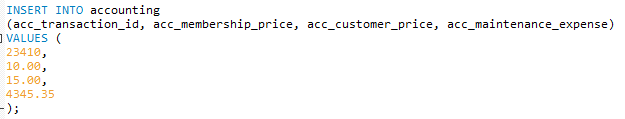 INSERT INTO accounting
(acc_transaction_id, acc_membership_price, acc_customer_price, acc_maintenance_expense)
VALUES (
23410,
10.00,
15.00,
4345.35
);